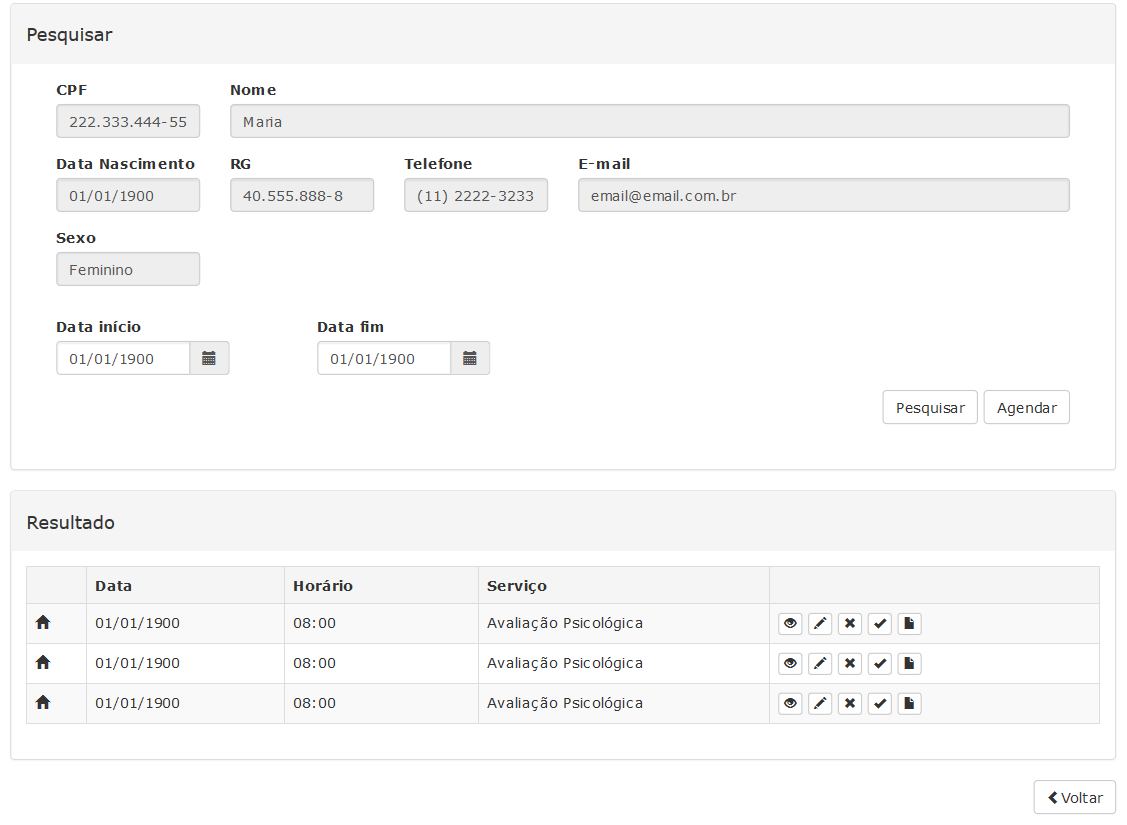 Pesquisar
CPF Nome
222.333.444-55 Maria
Data Nascimento RG Telefone E-mail
01/01/1900 40.555.888-8 (11) 2222-3233 email@email.com.br
Sexo
Feminino
Data início Data fim
01/01/1900 01/01/1900
Pesquisar Agendar
Resultado
Data Horário Serviço
01/01/1900 08:00 Avaliação Psicológica
01/01/1900 08:00 Avaliação Psicológica
01/01/1900 08:00 Avaliação Psicológica
Voltar